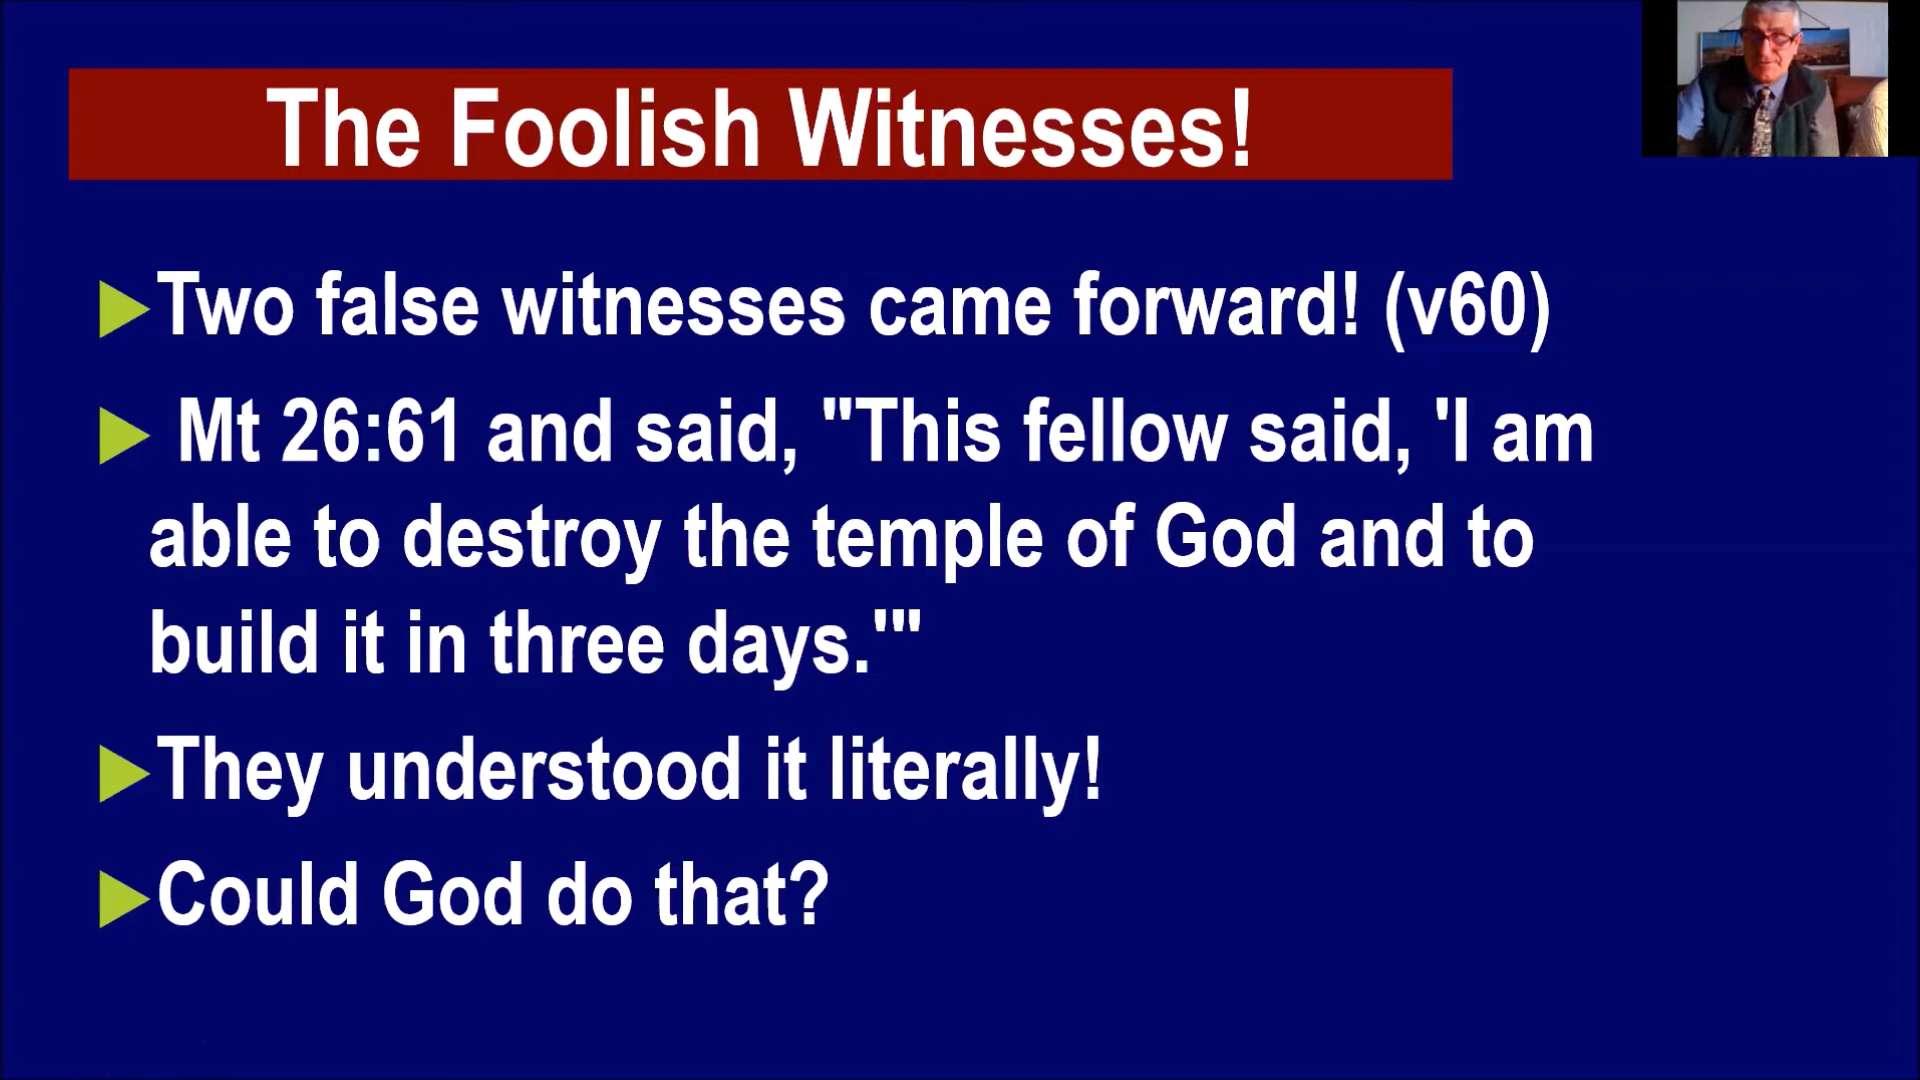 The Foolish Witnesses!
Two false witnesses came forward! (v60)
Mt 26:61 and said, "This fellow said, 'I am
able to destroy the temple of God and to
build it in three days.'"
They understood it literally!
Could God do that?